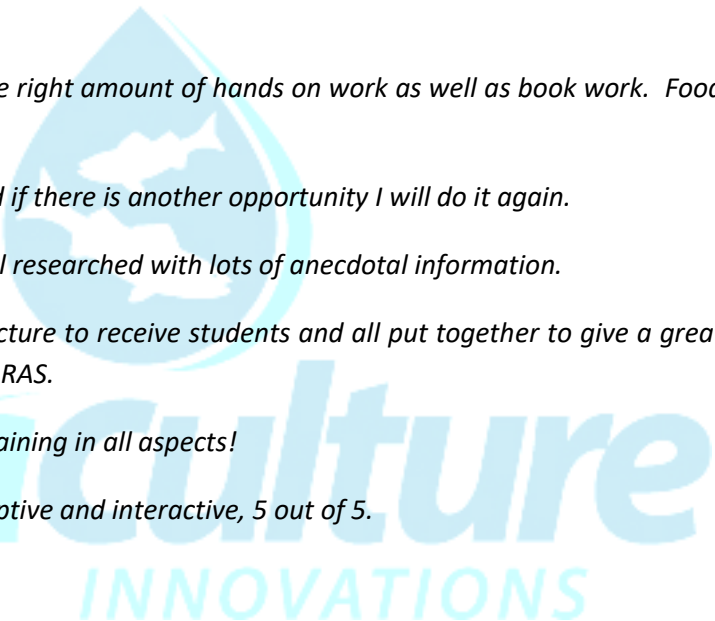 e right amount of hands on work as well as book work.  Food
d if there is another opportunity I will do it again.
l researched with lots of anecdotal information.
cture to receive students and all put together to give a grea
RAS.
aining in all aspects!
ptive and interactive, 5 out of 5.
aculture
INNOVATIONS